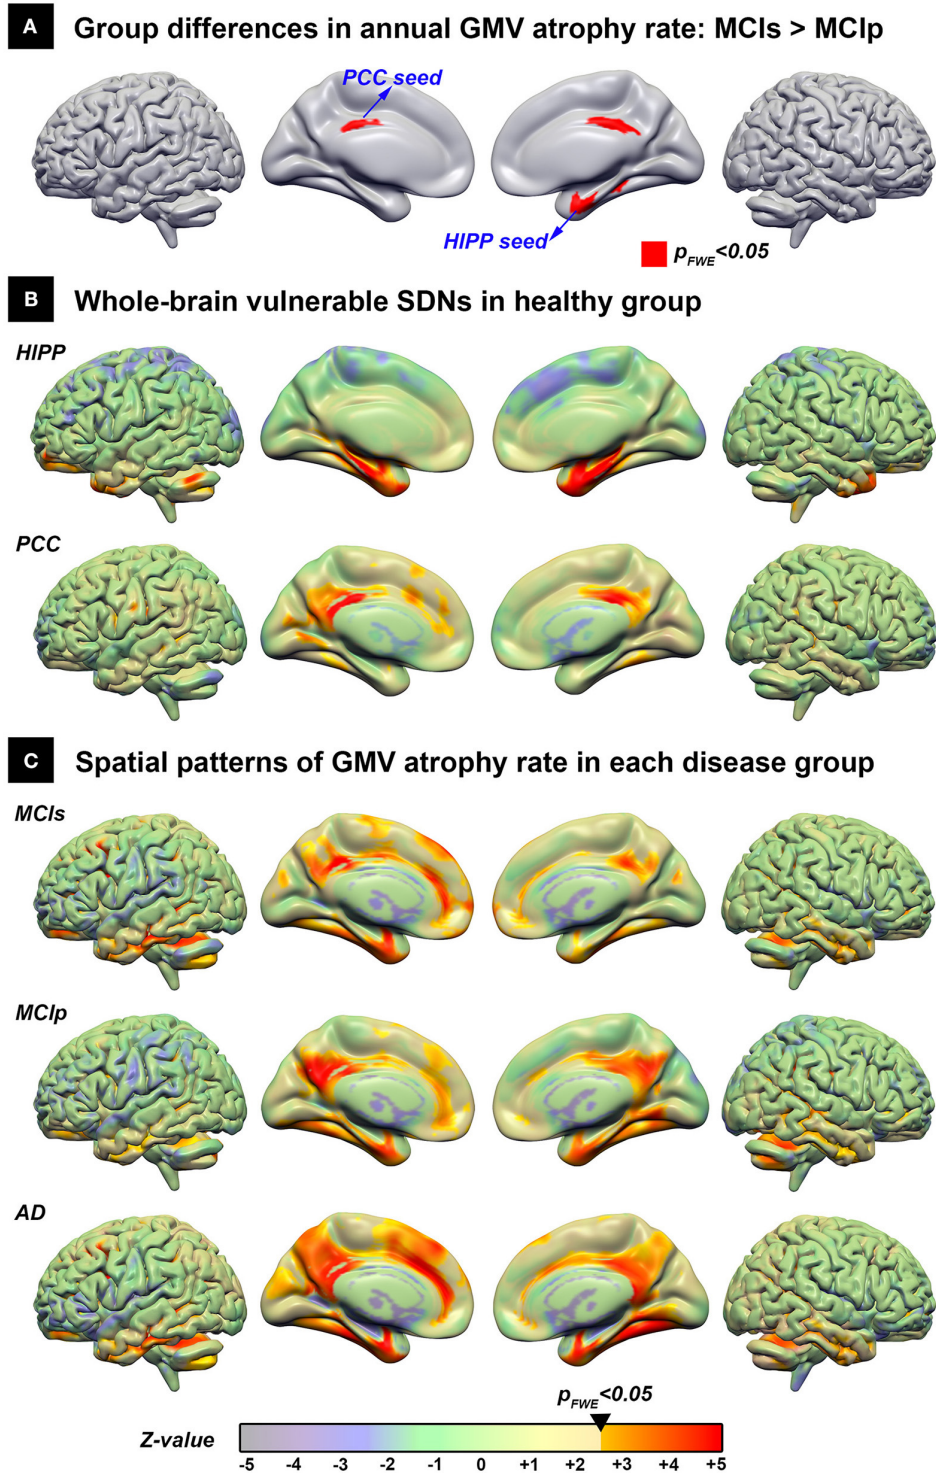 A Group differences in annual GMV atrophy rate: MCIs > MCIp
PCC seed
HIPP seed
pFWE<0.05
B Whole-brain vulnerable SDNs in healthy group
HIPP
PCC
C Spatial patterns of GMV atrophy rate in each disease group
MCIs
MCIp
AD
pFWE<0.05
Z-value
-5 -4 -3 -2 -1 0 +1 +2 +3 +4 +5